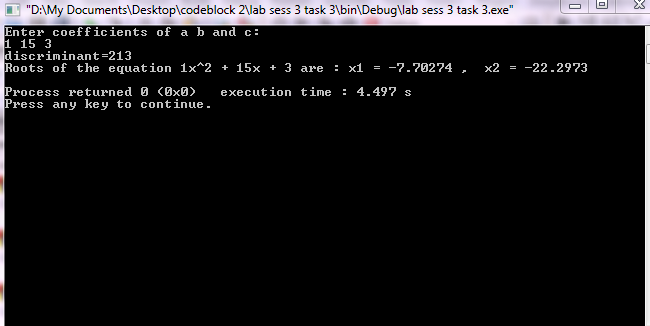 "D:\My Documents\Desktop\codeblock 2\lab sess 3 task 3\bin\Debug\lab sess 3 task 3.exe"
Enter coefficients of a b and c:
1 15 3
discriminant=213
Roots of the equation 1x^2 + 15x + 3 are : x1 = -7.70274 ,  x2 = -22.2973
Process returned 0 (0x0)   execution time : 4.497 s
Press any key to continue.